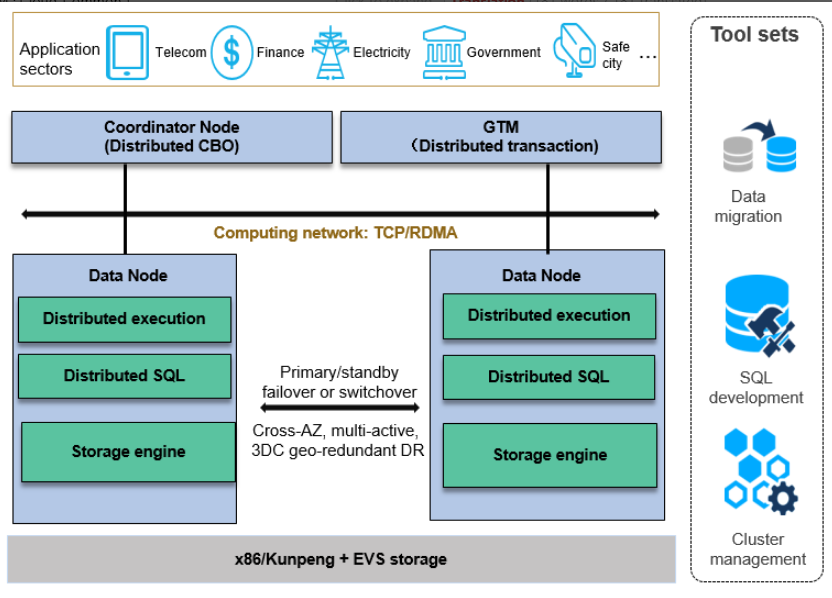 Application
sectors
Telecom
Finance
Electricity
Government
Safe
city
...
Tool sets
Coordinator Node
(Distributed CBO)
GTM
(Distributed transaction)
Data
migration
Computing network: TCP/RDMA
Data Node
Distributed execution
Distributed SQL
Storage engine
Primary/standby
failover or switchover
Cross-AZ, multi-active,
3DC geo-redundant DR
Data Node
Distributed execution
Distributed SQL
Storage engine
SQL
development
Cluster
management
x86/Kunpeng + EVS storage